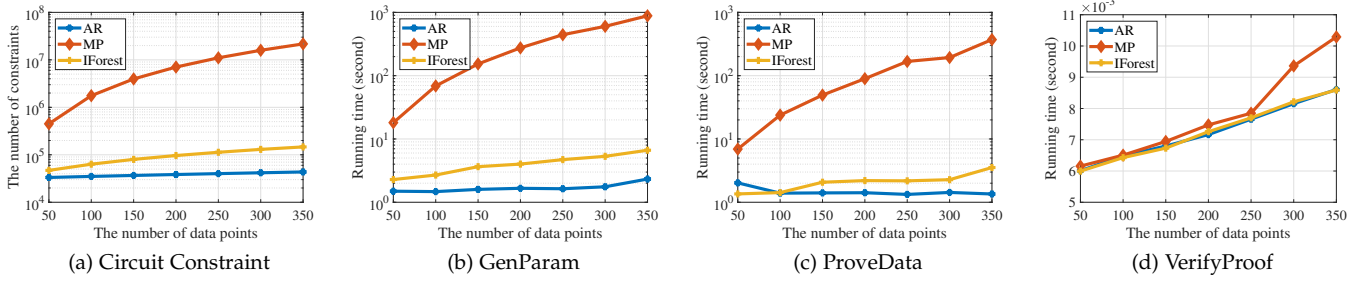 The number of constraints
10^8
10^7
10^6
10^5
10^4
AR
MP
IForest
50 100 150 200 250 300 350
The number of data points
(a) Circuit Constraint
Running time (second)
10^3
10^2
10^1
10^0
AR
MP
IForest
50 100 150 200 250 300 350
The number of data points
(b) GenParam
Running time (second)
10^3
10^2
10^1
10^0
AR
MP
IForest
50 100 150 200 250 300 350
The number of data points
(c) ProveData
Running time (second)
×10^-3
11
10
9
8
7
6
5
AR
MP
IForest
50 100 150 200 250 300 350
The number of data points
(d) VerifyProof